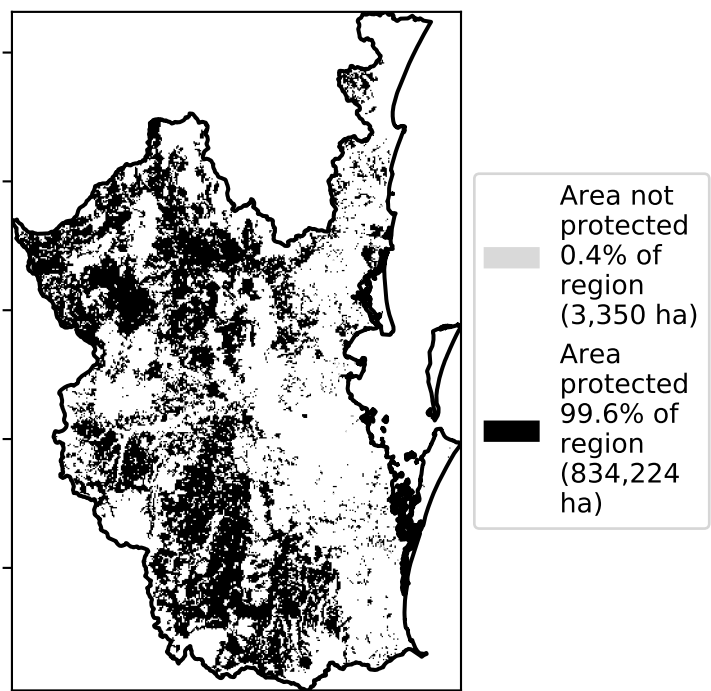 Area not
protected
0.4% of
region
(3,350 ha)
Area
protected
99.6% of
region
(834,224
ha)